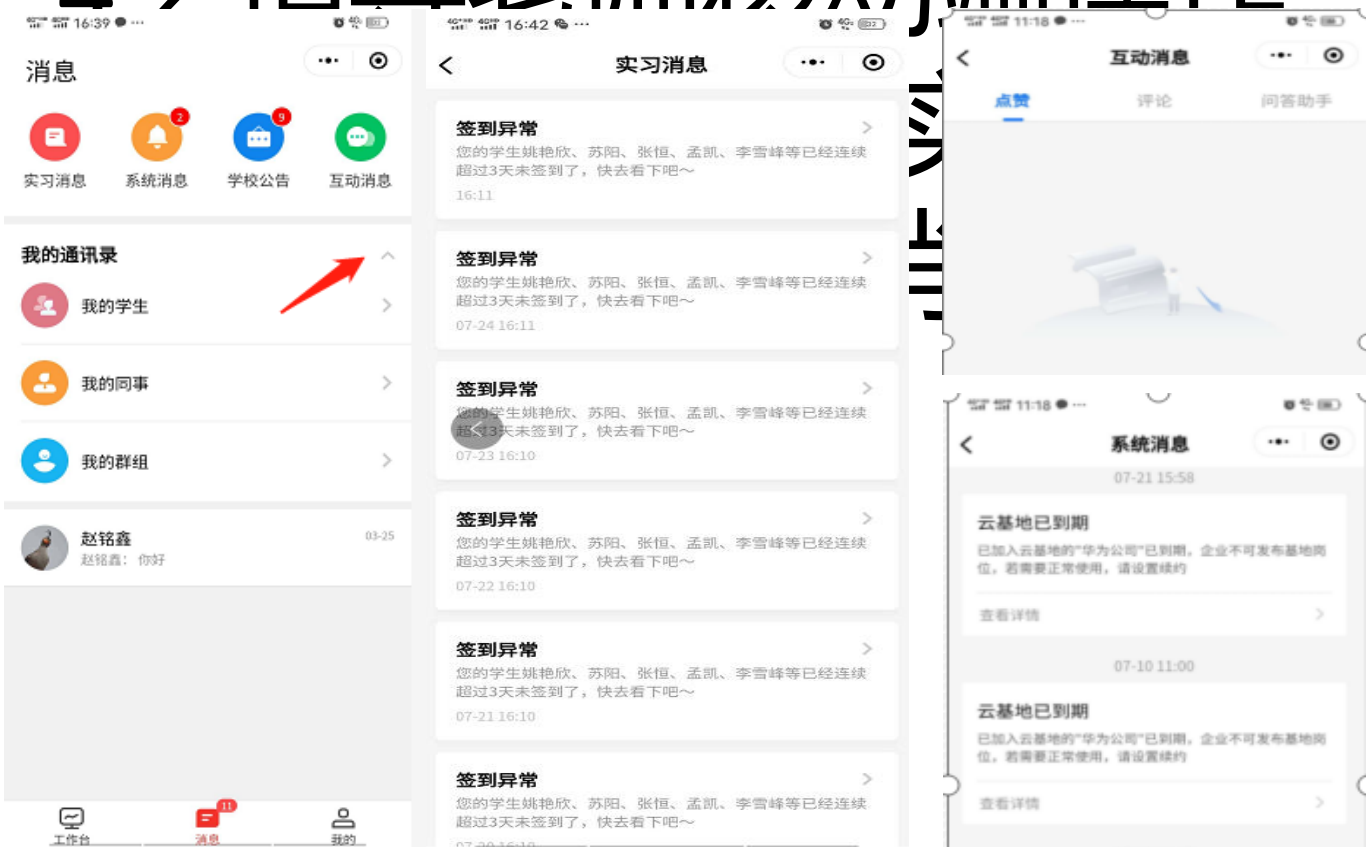 16:39
消息
2
9
实习消息
系统消息
学校公告
互动消息
我的通讯录
我的学生
我的同事
我的群组
赵铭鑫
03-25
赵铭鑫：你好
11
工作台
消息
我的
16:42
实习消息
签到异常
您的学生姚艳欣、苏阳、张恒、孟凯、李雪峰等已经连续
超过3天未签到了，快去看下吧～
16:11
签到异常
您的学生姚艳欣、苏阳、张恒、孟凯、李雪峰等已经连续
超过3天未签到了，快去看下吧～
07-24 16:11
签到异常
您的学生姚艳欣、苏阳、张恒、孟凯、李雪峰等已经连续
超过3天未签到了，快去看下吧～
07-23 16:10
签到异常
您的学生姚艳欣、苏阳、张恒、孟凯、李雪峰等已经连续
超过3天未签到了，快去看下吧～
07-22 16:10
签到异常
您的学生姚艳欣、苏阳、张恒、孟凯、李雪峰等已经连续
超过3天未签到了，快去看下吧～
07-21 16:10
签到异常
您的学生姚艳欣、苏阳、张恒、孟凯、李雪峰等已经连续
超过3天未签到了，快去看下吧～
07-20 16:10
11:18
互动消息
点赞
评论
问答助手
11:18
系统消息
07-21 15:58
云基地已到期
已加入云基地的"华为公司"已到期，企业不可发布基地岗
位，若需要正常使用，请设置续约
查看详情
07-10 11:00
云基地已到期
已加入云基地的"华为公司"已到期，企业不可发布基地岗
位，若需要正常使用，请设置续约
查看详情